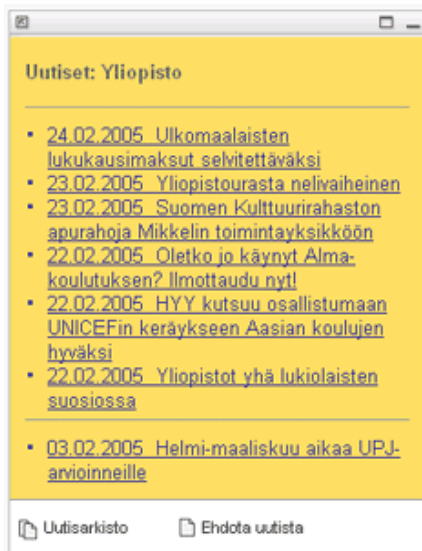 Uutiset: Yliopisto
• 24.02.2005 Ulkomaalaisten
lukukausimaksut selvitettäväksi
• 23.02.2005 Yliopistourasta nelivaiheinen
• 23.02.2005 Suomen Kulttuurirahaston
apurahoja Mikkelin toimintayksikköön
• 22.02.2005 Oletko jo käynyt Alma-
koulutuksen? Ilmottaudu nyt!
• 22.02.2005 HYY kutsuu osallistumaan
UNICEFin keräykseen Aasian koulujen
hyväksi
• 22.02.2005 Yliopistot yhä lukiolaisten
suosiossa
• 03.02.2005 Helmi-maaliskuu aikaa UPJ-
arvioinneille
Uutisarkisto Ehdota uutista